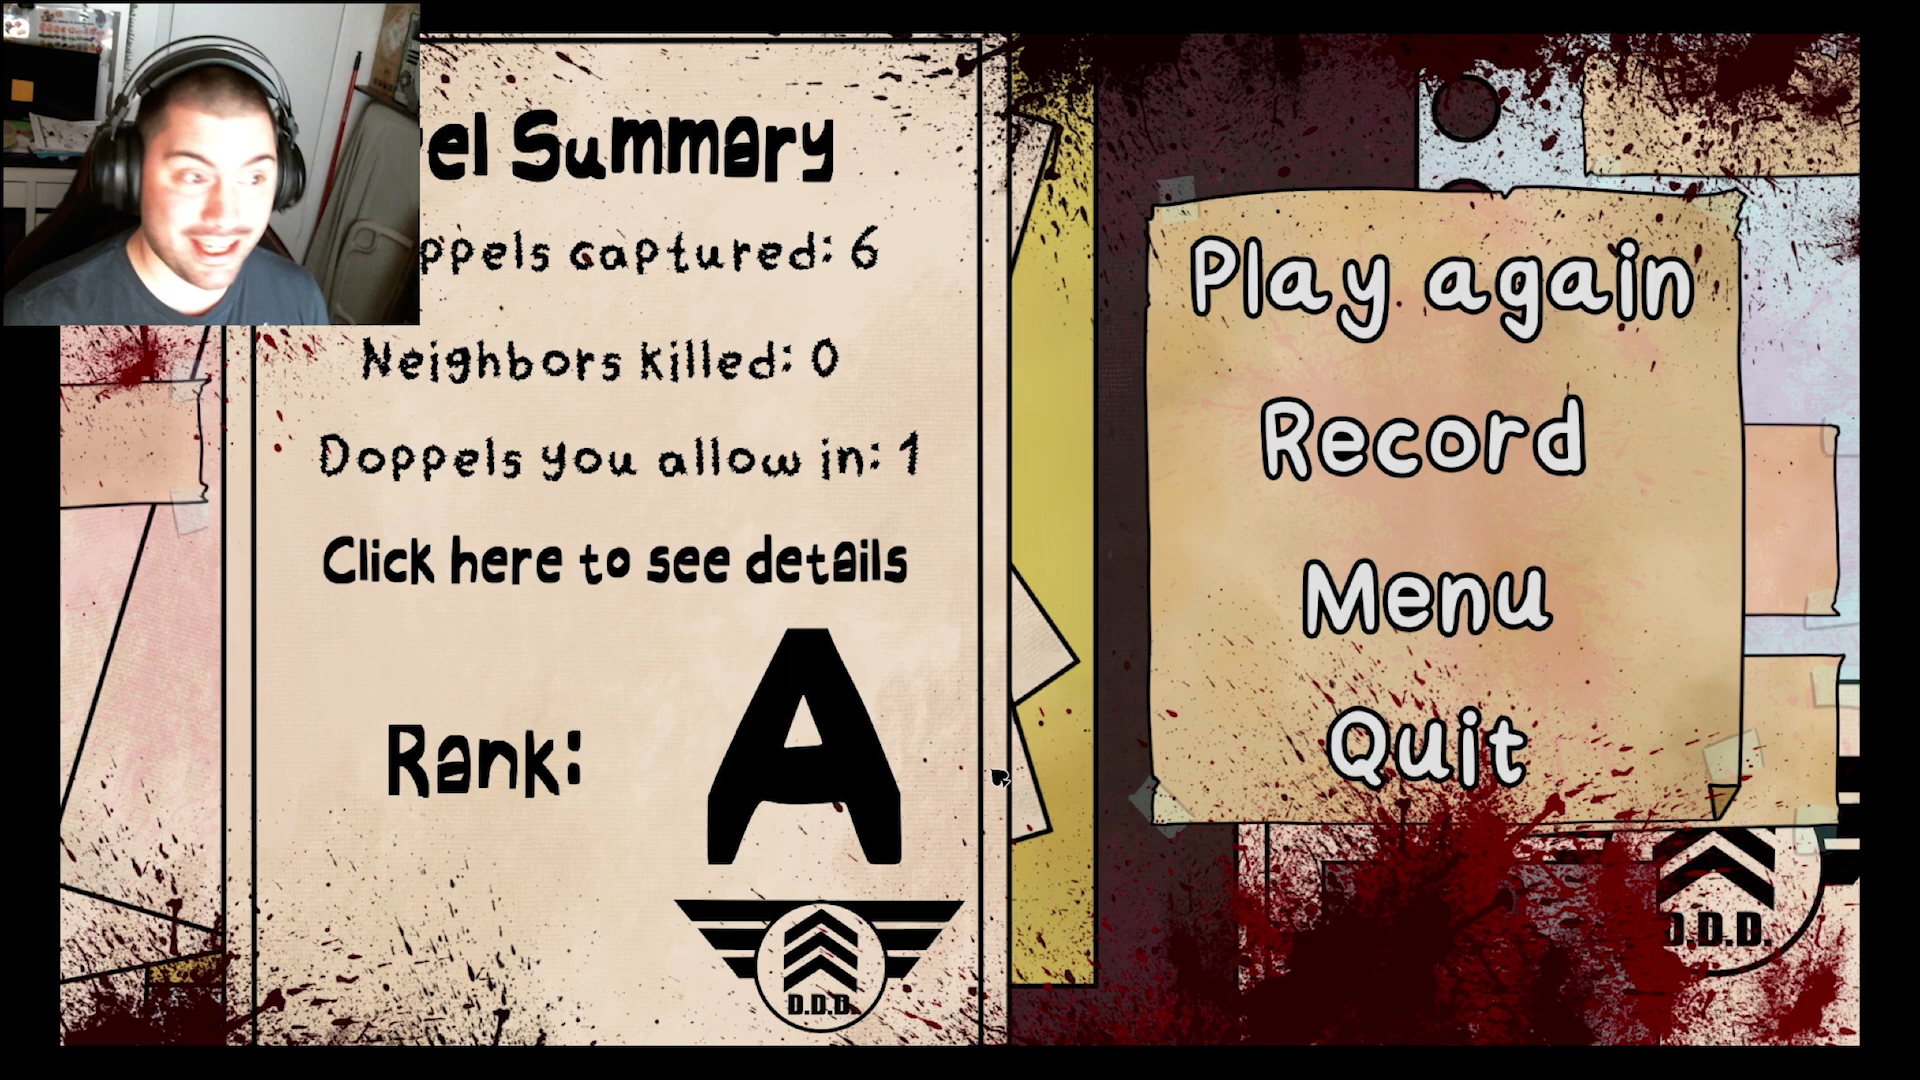 el Summary
ppels captured: 6
Neighbors killed: 0
Doppels you allow in: 1
Click here to see details
Rank: A
D.D.D.
Play again
Record
Menu
Quit
D.D.D.